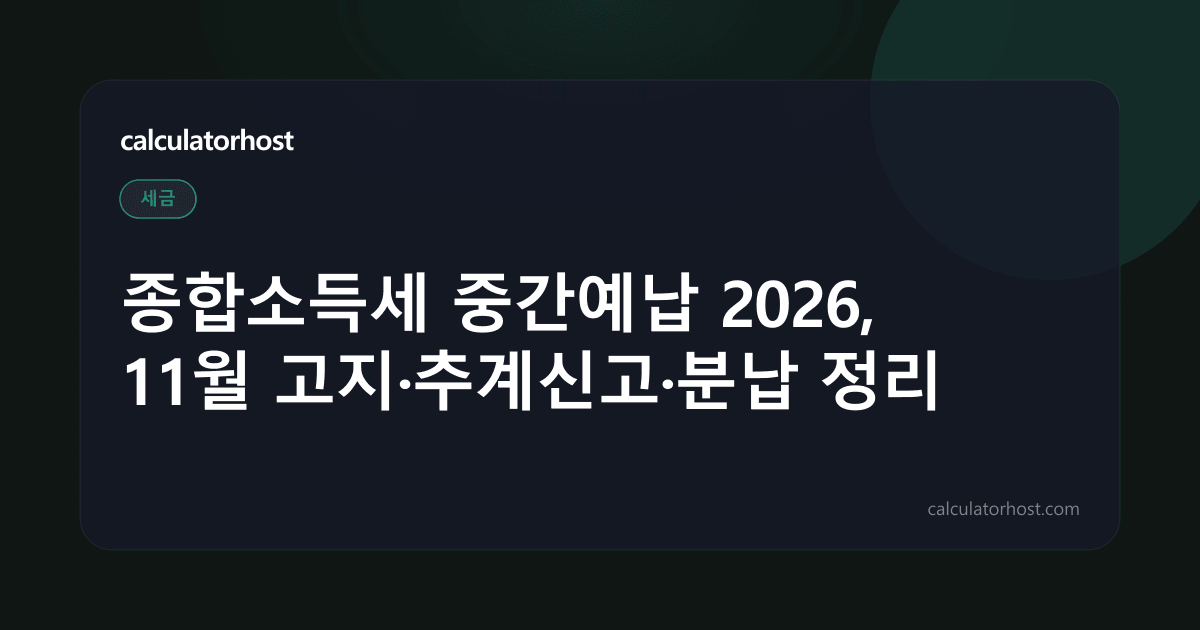 calculatorhost
세금
종합소득세 중간예납 2026,
11월 고지·추계신고·분납 정리
calculatorhost.com